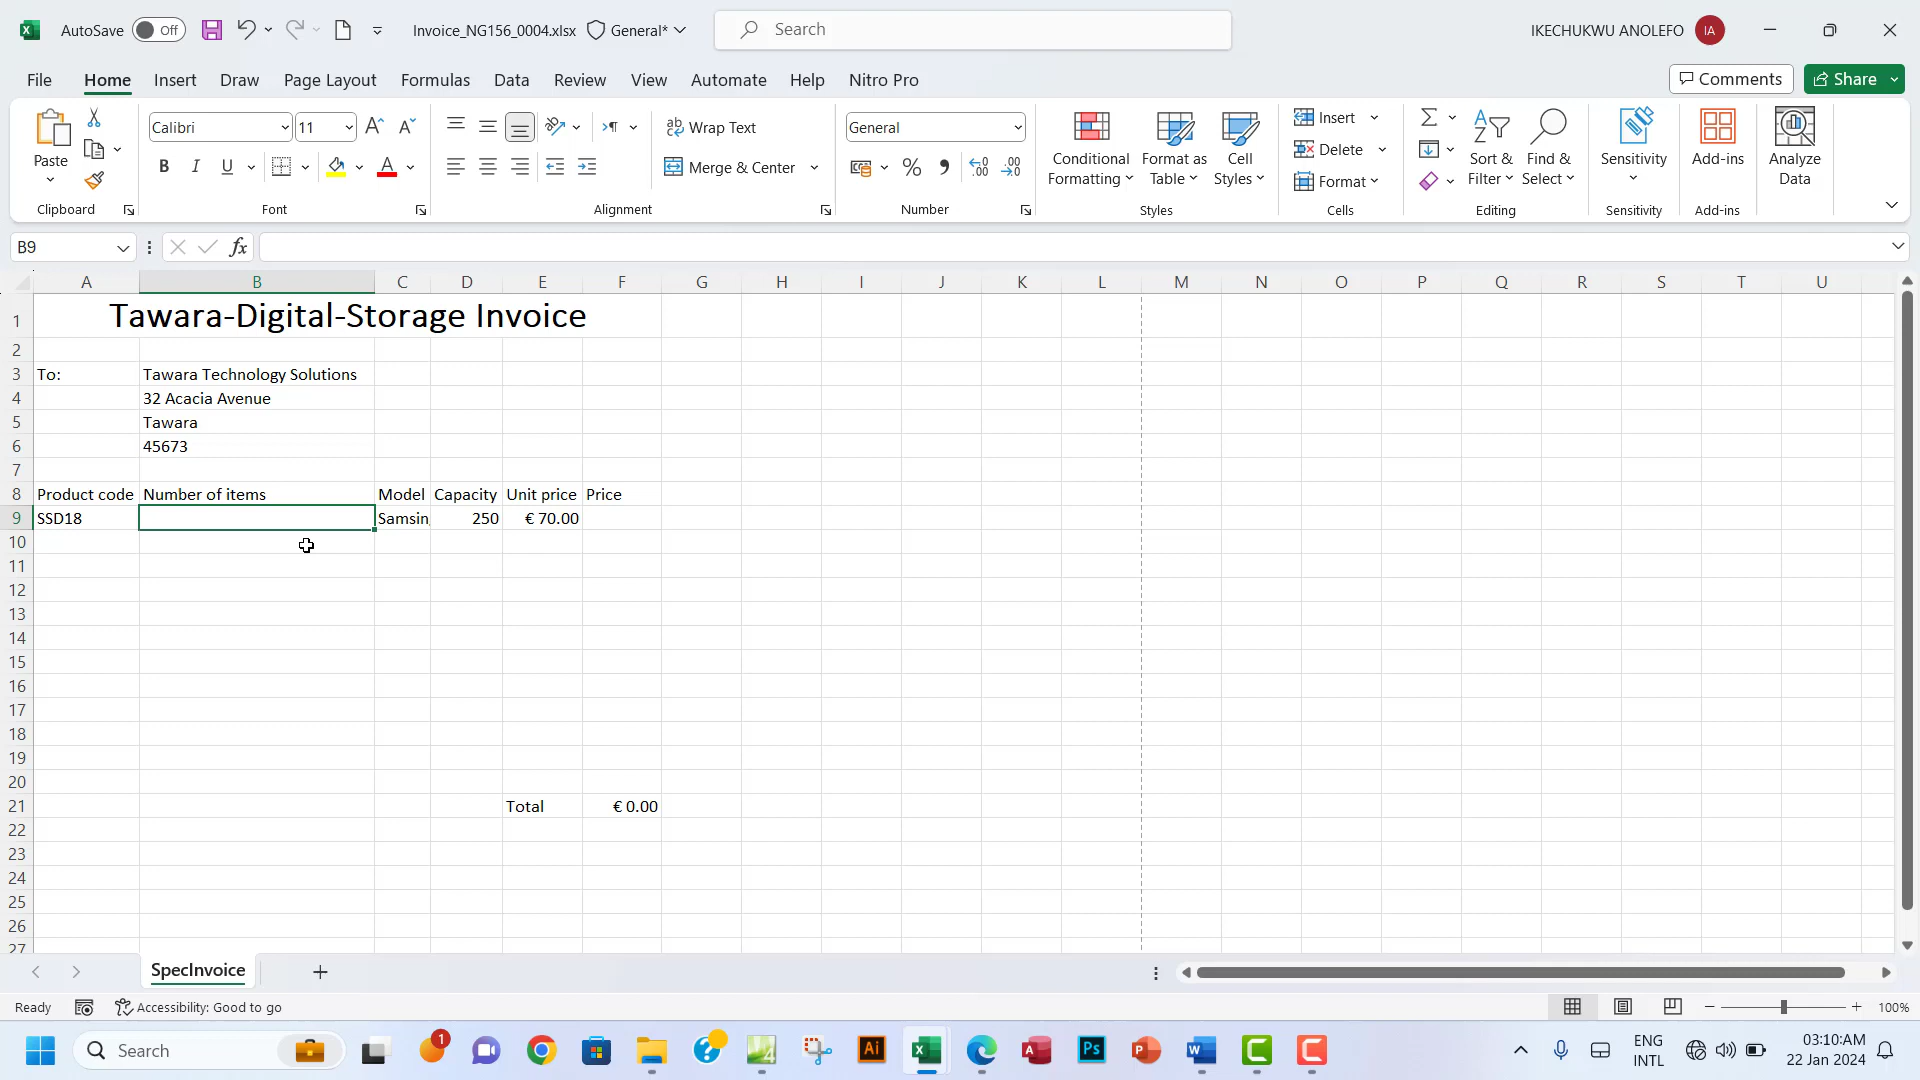 AutoSave Off Invoice_NG156_0004.xlsx General* Search IKECHUKWU ANOLEFO IA
File Home Insert Draw Page Layout Formulas Data Review View Automate Help Nitro Pro Comments Share
Paste Calibri 11 Wrap Text General Conditional Formatting Format as Table Cell Styles Insert Delete Format Sort & Filter Find & Select Sensitivity Add-ins Analyze Data
B I U Merge & Center
Clipboard Font Alignment Number Styles Cells Editing Sensitivity Add-ins
B9 fx
A B C D E F G H I J K L M N O P Q R S T U
1 Tawara-Digital-Storage Invoice
2
3 To: Tawara Technology Solutions
4 32 Acacia Avenue
5 Tawara
6 45673
7
8 Product code Number of items Model Capacity Unit price Price
9 SSD18 Samsin 250 € 70.00
10
11
12
13
14
15
16
17
18
19
20
21 Total € 0.00
22
23
24
25
26
27
SpecInvoice
Ready Accessibility: Good to go 100%
Search 1 Ai Ps ENG INTL 03:10:AM 22 Jan 2024